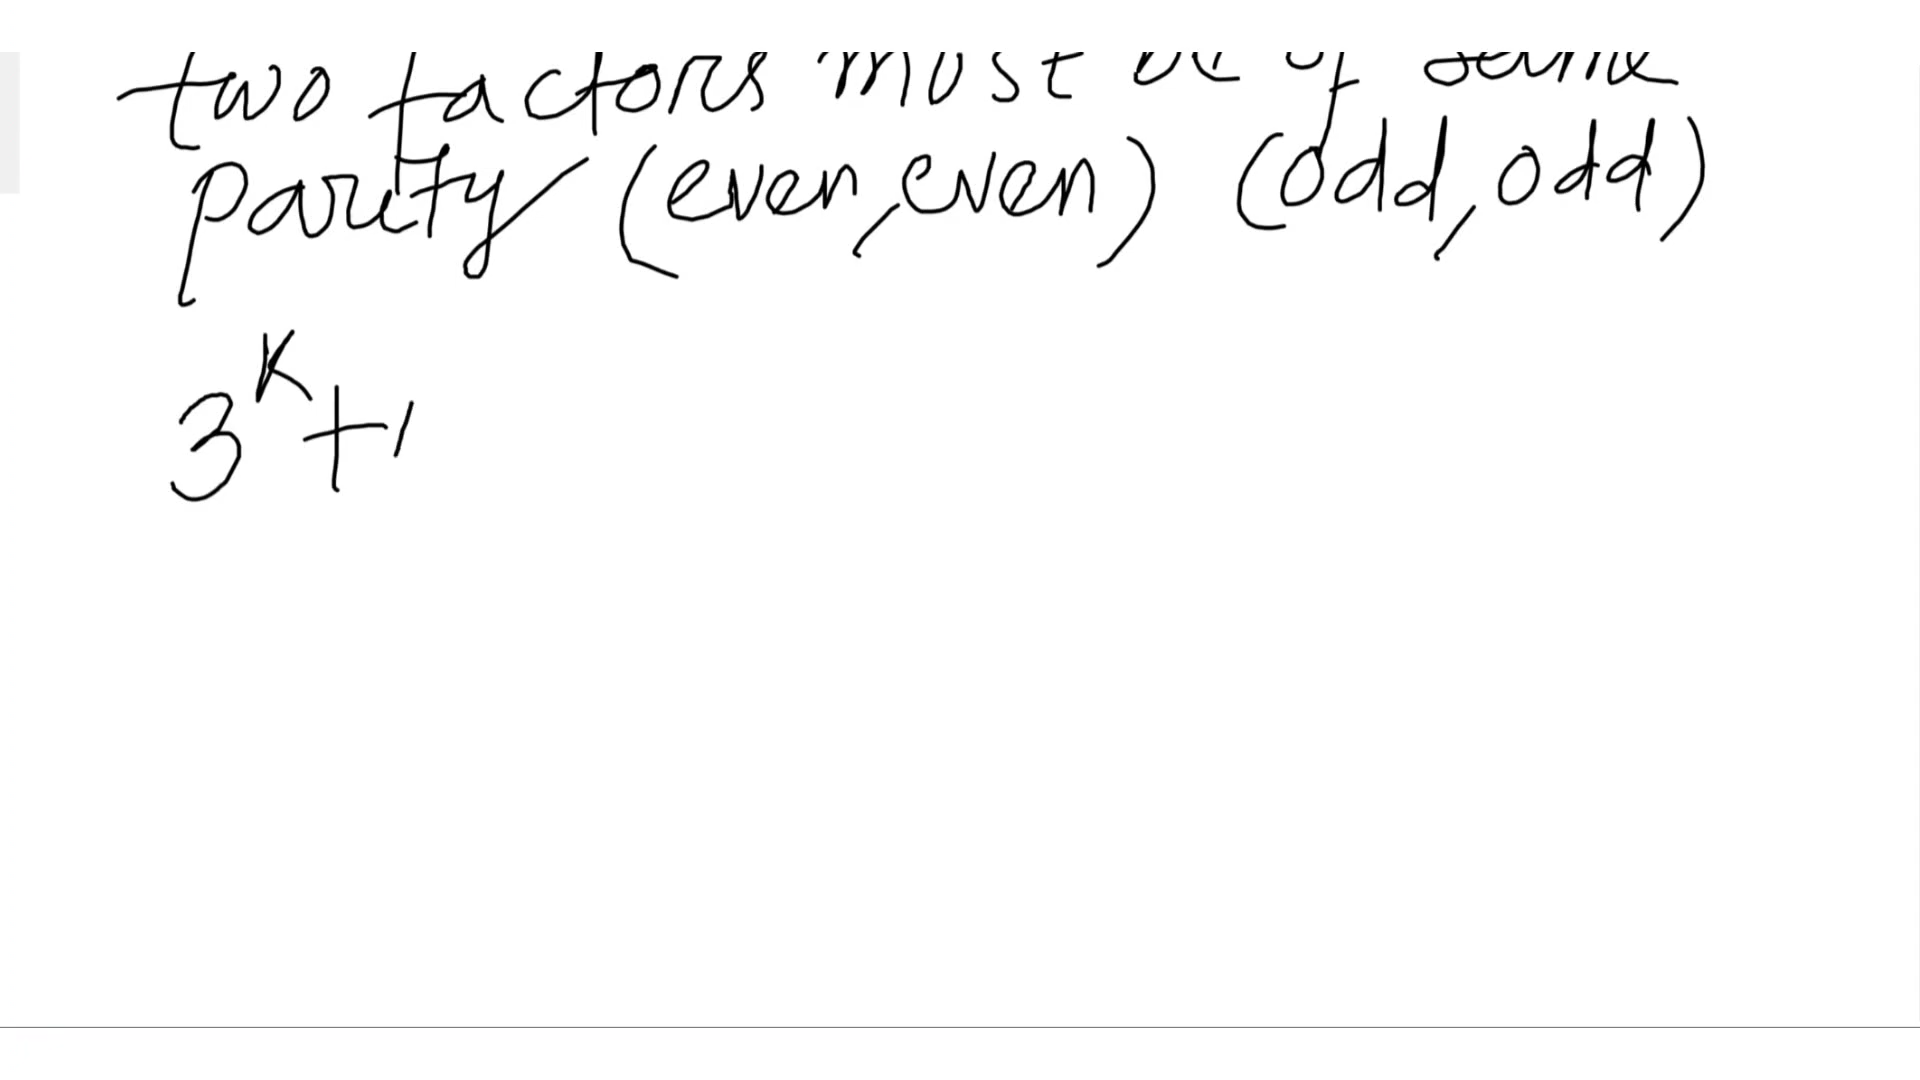 two factors must be of same
parity (even, even) (odd, odd)
3^K+1